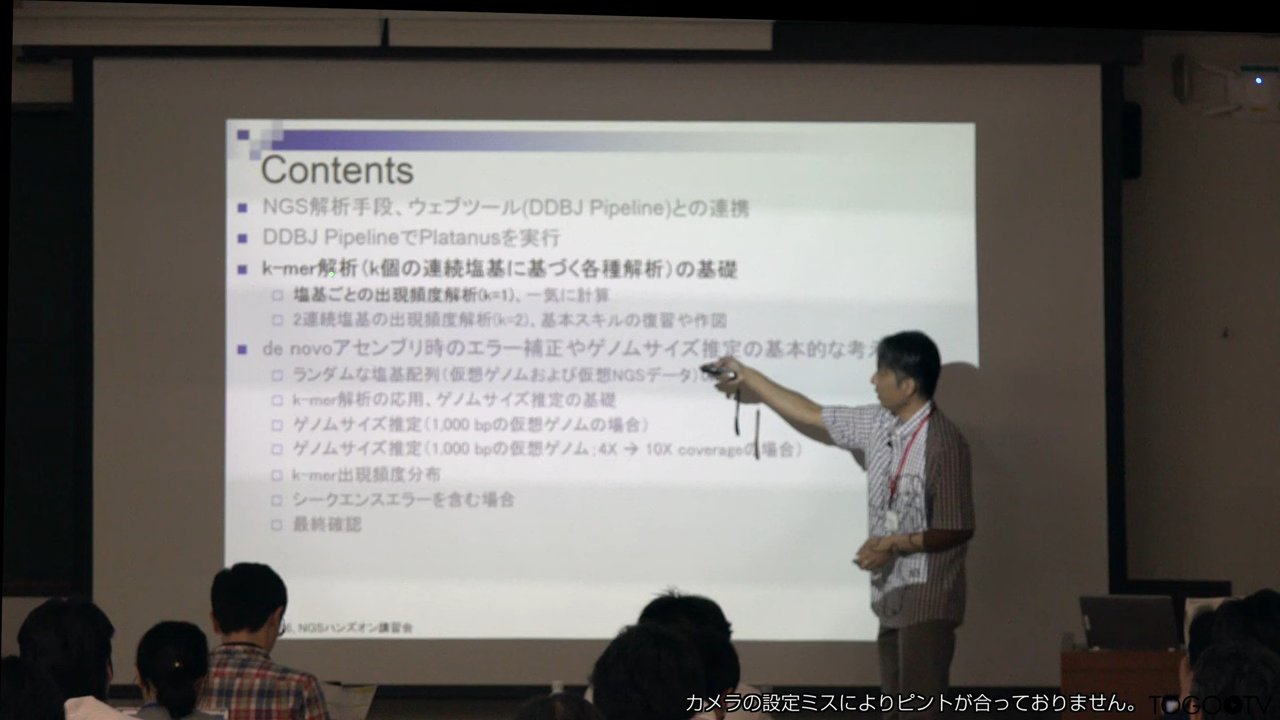 Contents
NGS解析手段、ウェブツール(DDBJ Pipeline)との連携
DDBJ PipelineでPlatanusを実行
k-mer解析(k個の連続塩基に基づく各種解析)の基礎
塩基ごとの出現頻度解析(k=1)、一気に計算
2連続塩基の出現頻度解析(k=2)、基本スキルの復習や作図
de novoアセンブリ時のエラー補正やゲノムサイズ推定の基本的な考え
ランダムな塩基配列(仮想ゲノムおよび仮想NGSデータ)
k-mer解析の応用、ゲノムサイズ推定の基礎
ゲノムサイズ推定(1,000 bpの仮想ゲノムの場合)
ゲノムサイズ推定(1,000 bpの仮想ゲノム;4X → 10X coverageの場合)
k-mer出現頻度分布
シークエンスエラーを含む場合
最終確認
NGSハンズオン講習会
カメラの設定ミスによりピントが合っておりません。
TOGOTV